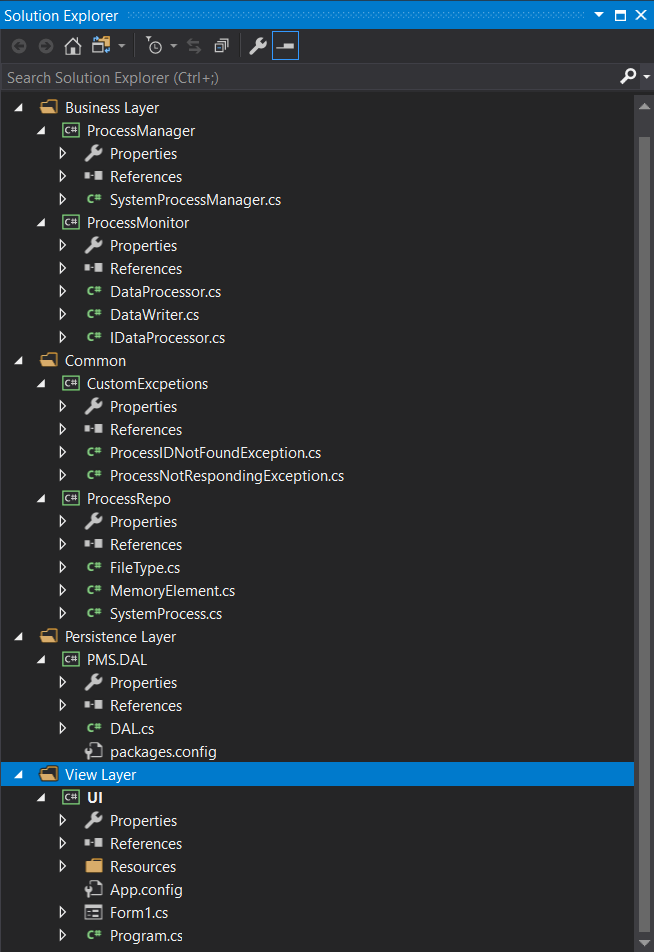 Solution Explorer
Search Solution Explorer (Ctrl+;)
Business Layer
C# ProcessManager
Properties
References
C# SystemProcessManager.cs
C# ProcessMonitor
Properties
References
C# DataProcessor.cs
C# DataWriter.cs
C# IDataProcessor.cs
Common
C# CustomExcpetions
Properties
References
C# ProcessIDNotFoundException.cs
C# ProcessNotRespondingException.cs
C# ProcessRepo
Properties
References
C# FileType.cs
C# MemoryElement.cs
C# SystemProcess.cs
Persistence Layer
C# PMS.DAL
Properties
References
C# DAL.cs
packages.config
View Layer
C# UI
Properties
References
Resources
App.config
Form1.cs
C# Program.cs